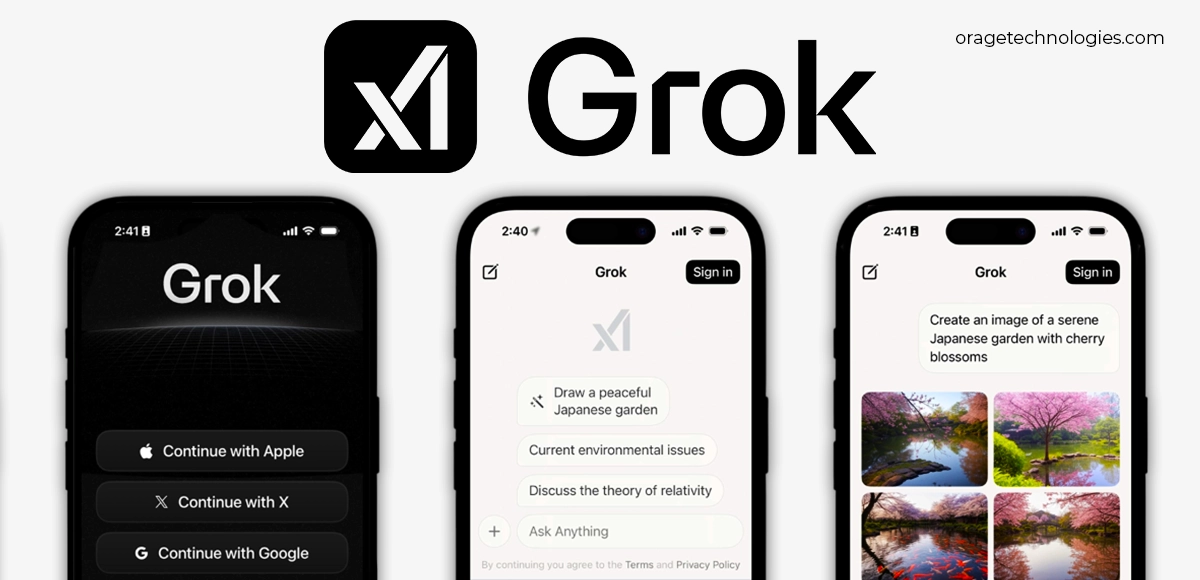 xI
Grok
oragetechnologies.com
2:41
Grok
Continue with Apple
X Continue with X
G Continue with Google
2:40
Grok
Sign in
xI
Draw a peaceful
Japanese garden
Current environmental issues
Discuss the theory of relativity
+ Ask Anything
By continuing you agree to the Terms and Privacy Policy
2:41
Grok
Sign in
Create an image of a serene
Japanese garden with cherry
blossoms